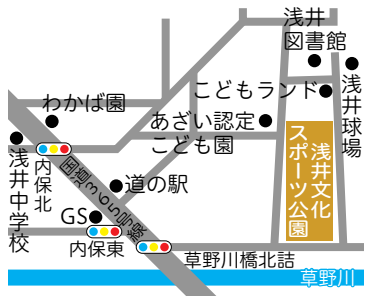 浅井
図書館
こどもランド
わかば園
あざい認定
こども園
浅井球場
浅井文化
スポーツ公園
国道365号線
内保北
浅井中学校
道の駅
GS
内保東
草野川橋北詰
草野川